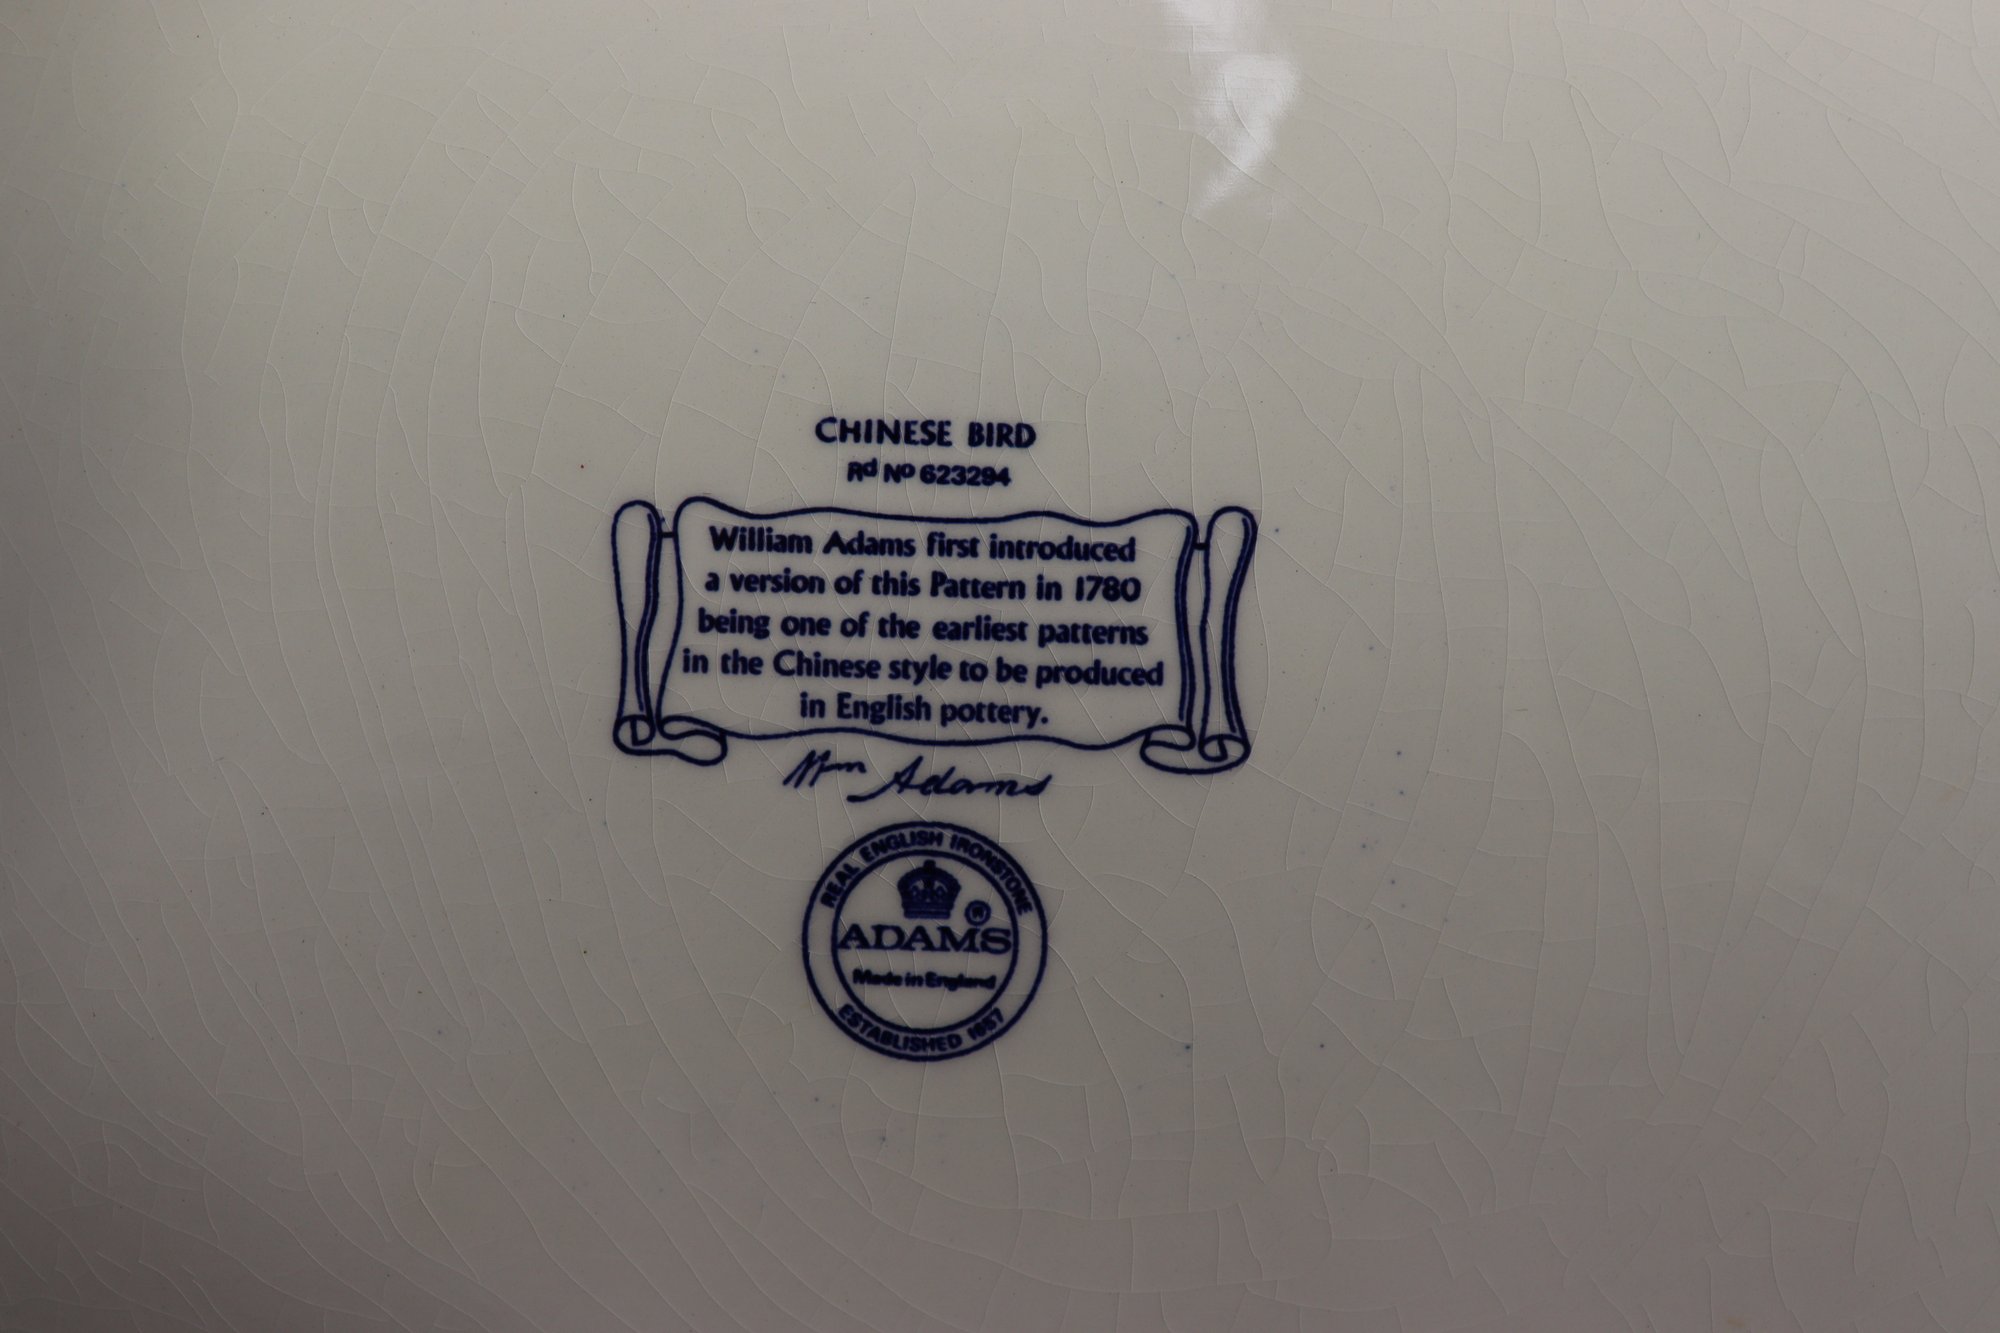 CHINESE BIRD
Rd No 623294
William Adams first introduced
a version of this Pattern in 1780
being one of the earliest patterns
in the Chinese style to be produced
in English pottery.
Wm Adams
REAL ENGLISH IRONSTONE
®
ADAMS
Made in England
ESTABLISHED 1657